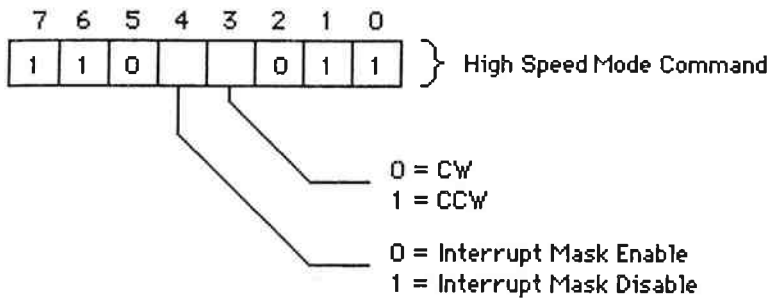 7 6 5 4 3 2 1 0
1 1 0 0 1 1 } High Speed Mode Command
0 = CW
1 = CCW
0 = Interrupt Mask Enable
1 = Interrupt Mask Disable